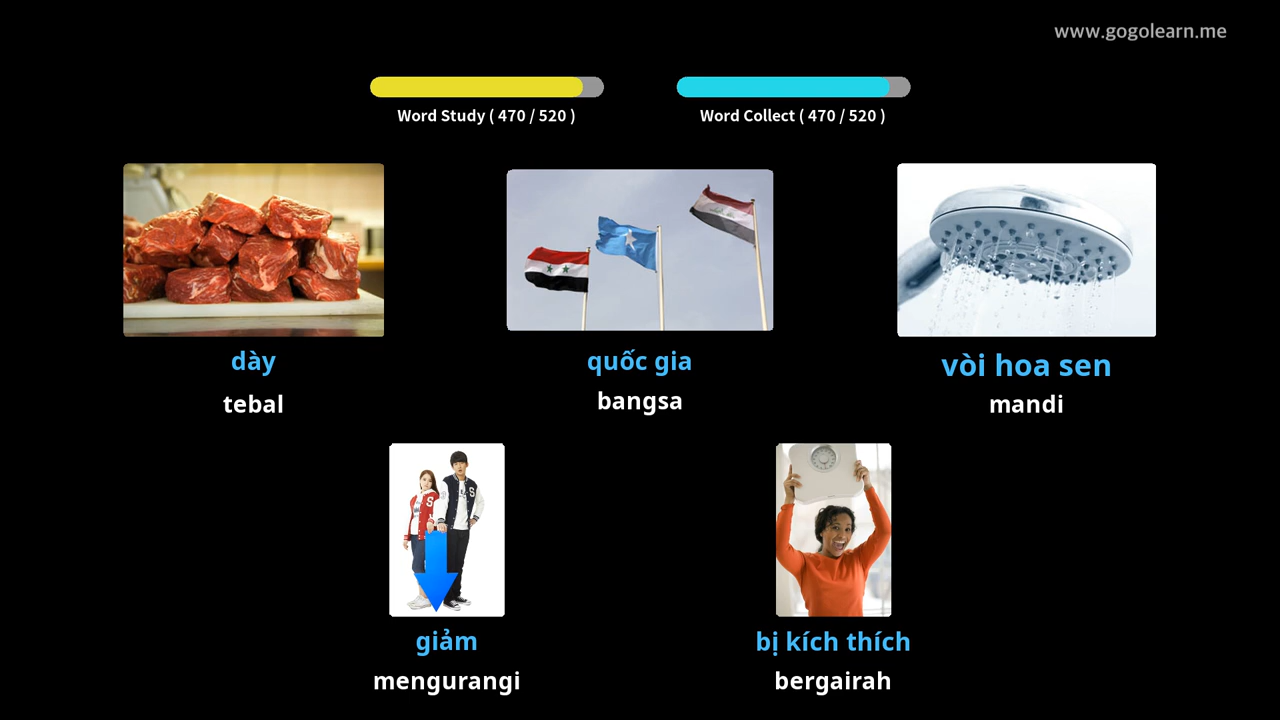 www.gogolearn.me
Word Study ( 470 / 520 )
Word Collect ( 470 / 520 )
dày
quốc gia
vòi hoa sen
tebal
bangsa
mandi
S
S
giảm
bị kích thích
mengurangi
bergairah